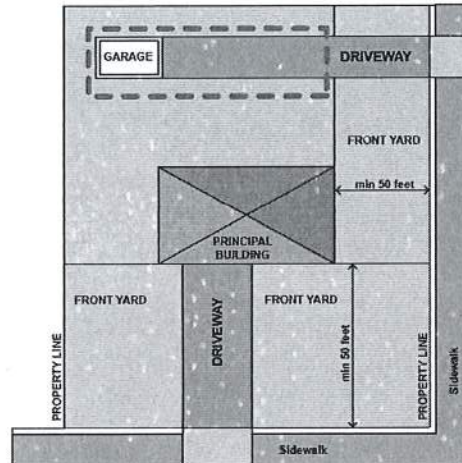 GARAGE
DRIVEWAY
FRONT YARD
min 50 feet
PRINCIPAL
BUILDING
FRONT YARD
FRONT YARD
DRIVEWAY
min 50 feet
PROPERTY LINE
PROPERTY LINE
Sidewalk
Sidewalk